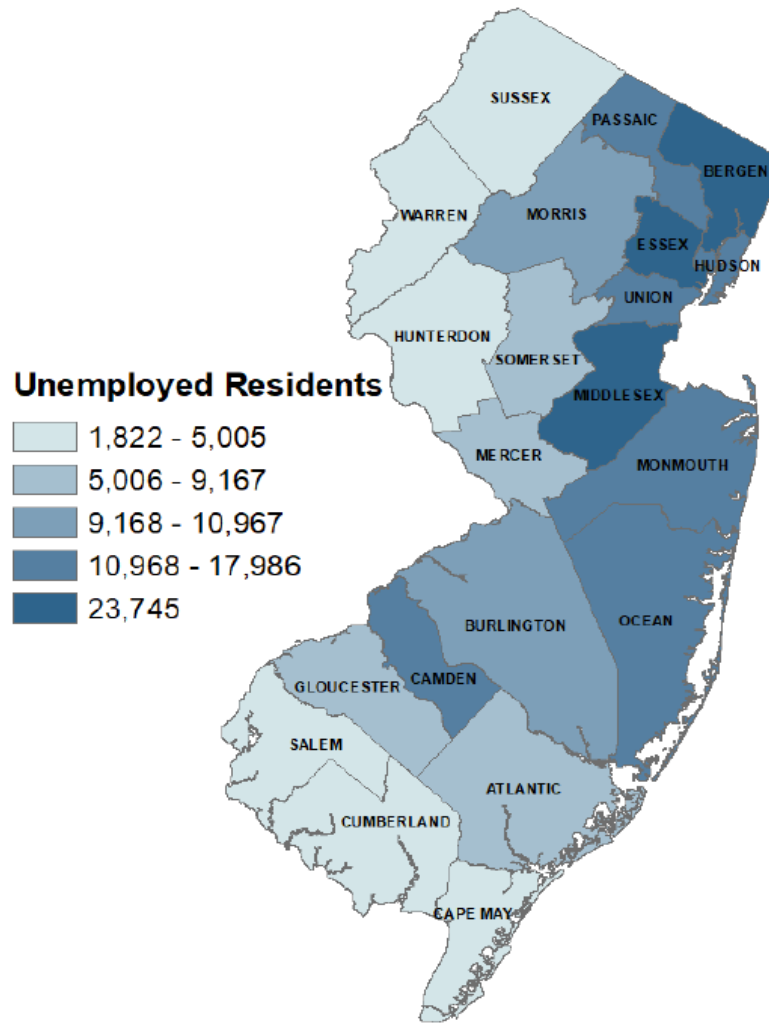 SUSSEX
PASSAIC
BERGEN
WARREN
MORRIS
ESSEX
HUDSON
UNION
HUNTERDON
SOMERSET
Unemployed Residents
MIDDLESEX
1,822 - 5,005
MERCER
MONMOUTH
5,006 - 9,167
9,168 - 10,967
10,968 - 17,986
23,745
BURLINGTON
OCEAN
CAMDEN
GLOUCESTER
SALEM
ATLANTIC
CUMBERLAND
CAPE MAY